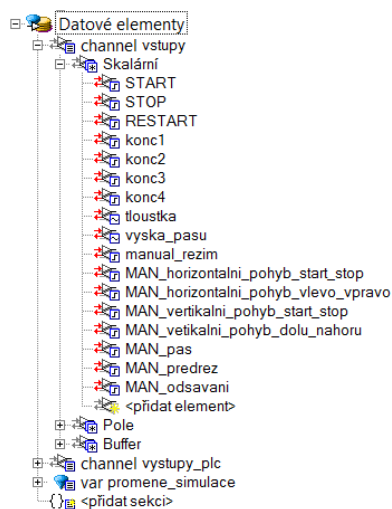 Datové elementy
channel vstupy
Skalární
START
STOP
RESTART
konc1
konc2
konc3
konc4
tloustka
vyska_pasu
manual_rezim
MAN_horizontalni_pohyb_start_stop
MAN_horizontalni_pohyb_vlevo_vpravo
MAN_vertikalni_pohyb_start_stop
MAN_vetikalni_pohyb_dolu_nahoru
MAN_pas
MAN_predrez
MAN_odsavani
<přidat element>
Pole
Buffer
channel vystupy_plc
var promene_simulace
<přidat sekci>